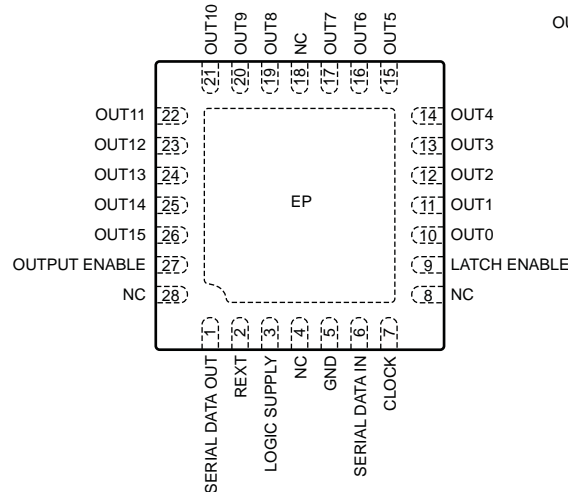 OUT10
OUT9
OUT8
NC
OUT7
OUT6
OUT5
OU
21
20
19
18
17
16
15
OUT11 22
14 OUT4
OUT12 23
13 OUT3
OUT13 24
12 OUT2
OUT14 25
11 OUT1
OUT15 26
10 OUT0
OUTPUT ENABLE 27
9 LATCH ENABLE
NC 28
8 NC
EP
1
2
3
4
5
6
7
SERIAL DATA OUT
REXT
LOGIC SUPPLY
NC
GND
SERIAL DATA IN
CLOCK